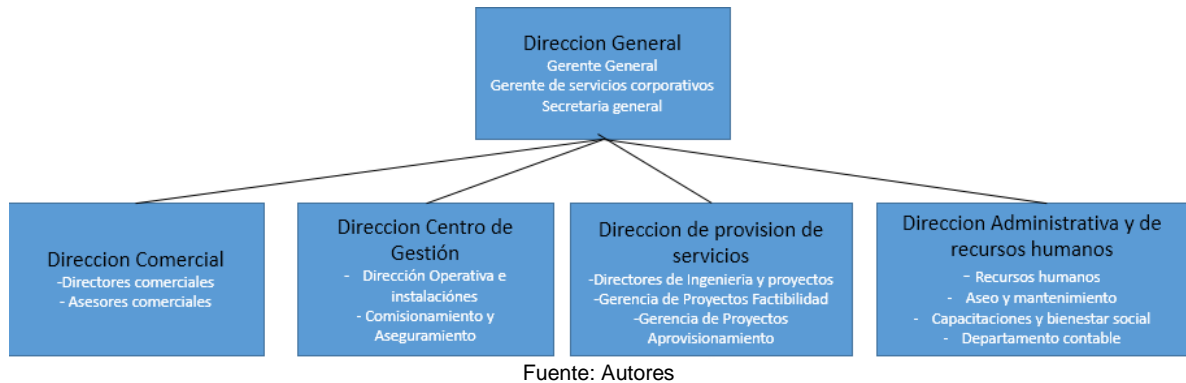 Direccion General
Gerente General
Gerente de servicios corporativos
Secretaria general
Direccion Comercial
-Directores comerciales
- Asesores comerciales
Direccion Centro de
Gestión
- Dirección Operativa e
instalaciónes
- Comisionamiento y
Aseguramiento
Direccion de provision de
servicios
-Directores de Ingenieria y proyectos
-Gerencia de Proyectos Factibilidad
-Gerencia de Proyectos
Aprovisionamiento
Direccion Administrativa y de
recursos humanos
- Recursos humanos
- Aseo y mantenimiento
- Capacitaciones y bienestar social
- Departamento contable
Fuente: Autores